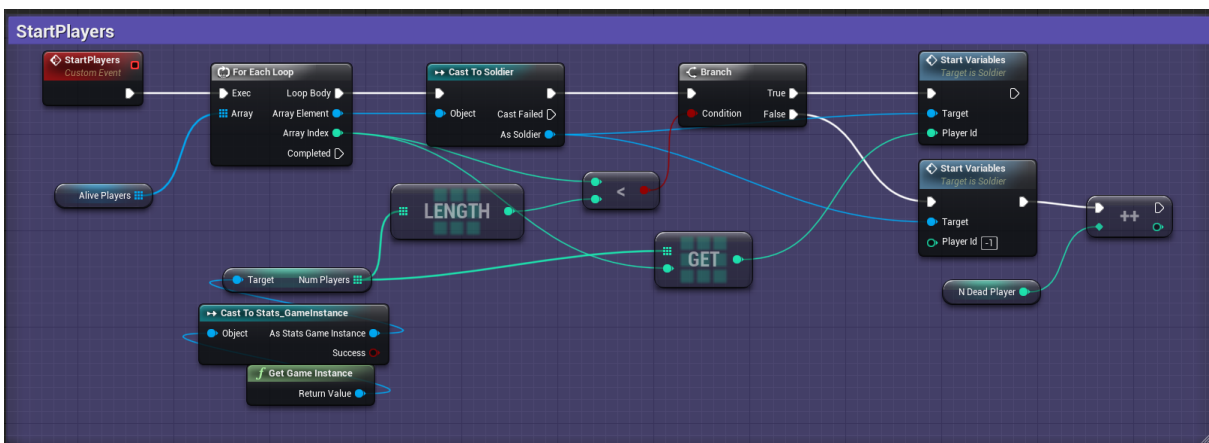 StartPlayers
StartPlayers
Custom Event
For Each Loop
Exec
Loop Body
Array
Array Element
Array Index
Completed
Cast To Soldier
Object
Cast Failed
As Soldier
Branch
True
Condition
False
Start Variables
Target is Soldier
Target
Player Id
Alive Players
LENGTH
<
Start Variables
Target is Soldier
Target
Player Id -1
++
GET
Target
Num Players
N Dead Player
Cast To Stats_GameInstance
Object
As Stats Game Instance
Success
f Get Game Instance
Return Value